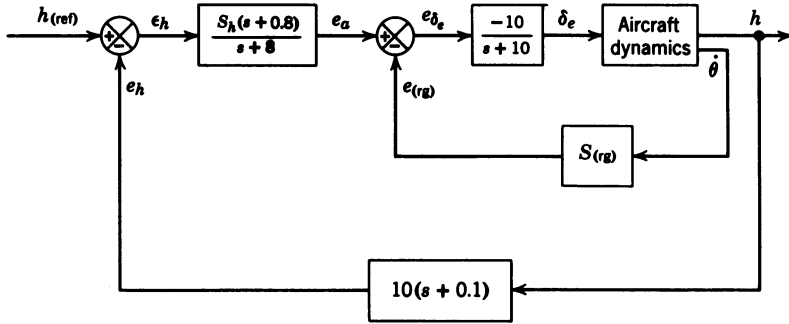 h(ref)
+
−
ϵh
Sh(s + 0.8)
s + 8
ea
+
−
eδe
−10
s + 10
δe
Aircraft
dynamics
h
θ̇
eh
e(rg)
S(rg)
10(s + 0.1)